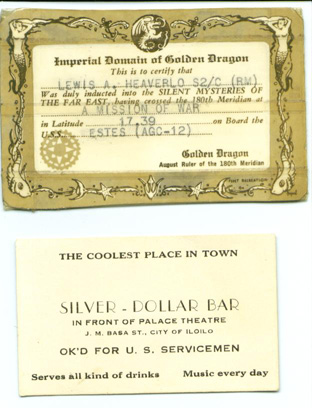 Imperial Domain of Golden Dragon
This is to certify that
LEWIS A. HEAVERLO S2/C (RM)
Was duly inducted into the SILENT MYSTERIES OF
THE FAR EAST, having crossed the 180th Meridian at
A MISSION OF WAR
in Latitude 17.39 on Board the
U.S.S. ESTES (AGC-12)
Golden Dragon
August Ruler of the 180th Meridian
THE COOLEST PLACE IN TOWN
SILVER - DOLLAR BAR
IN FRONT OF PALACE THEATRE
J. M. BASA ST., CITY OF ILOILO
OK'D FOR U. S. SERVICEMEN
Serves all kind of drinks Music every day